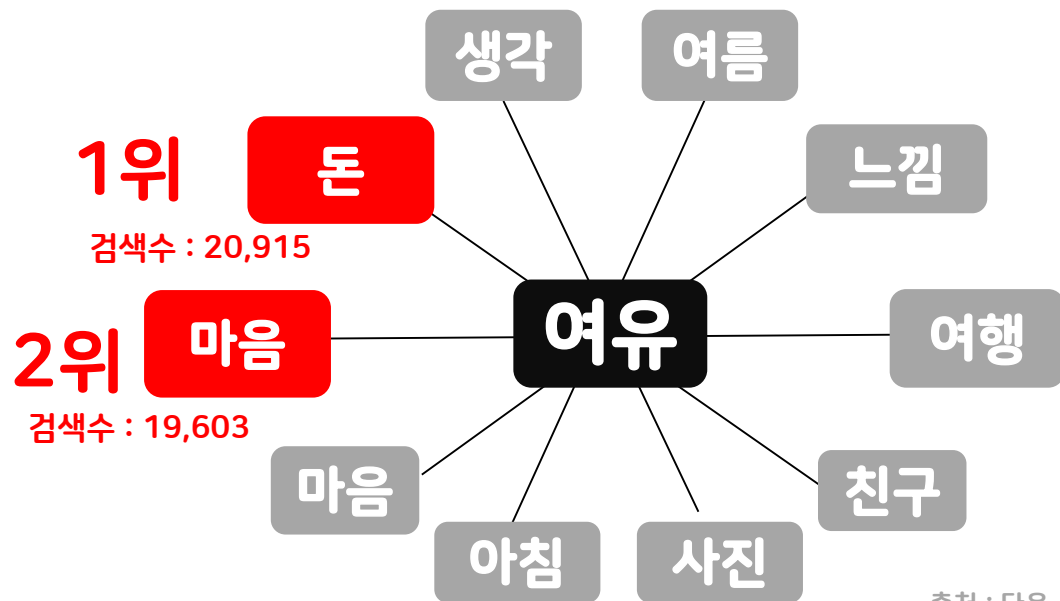 생각
여름
1위
돈
느낌
검색수 : 20,915
여유
2위
마음
여행
검색수 : 19,603
마음
친구
아침
사진